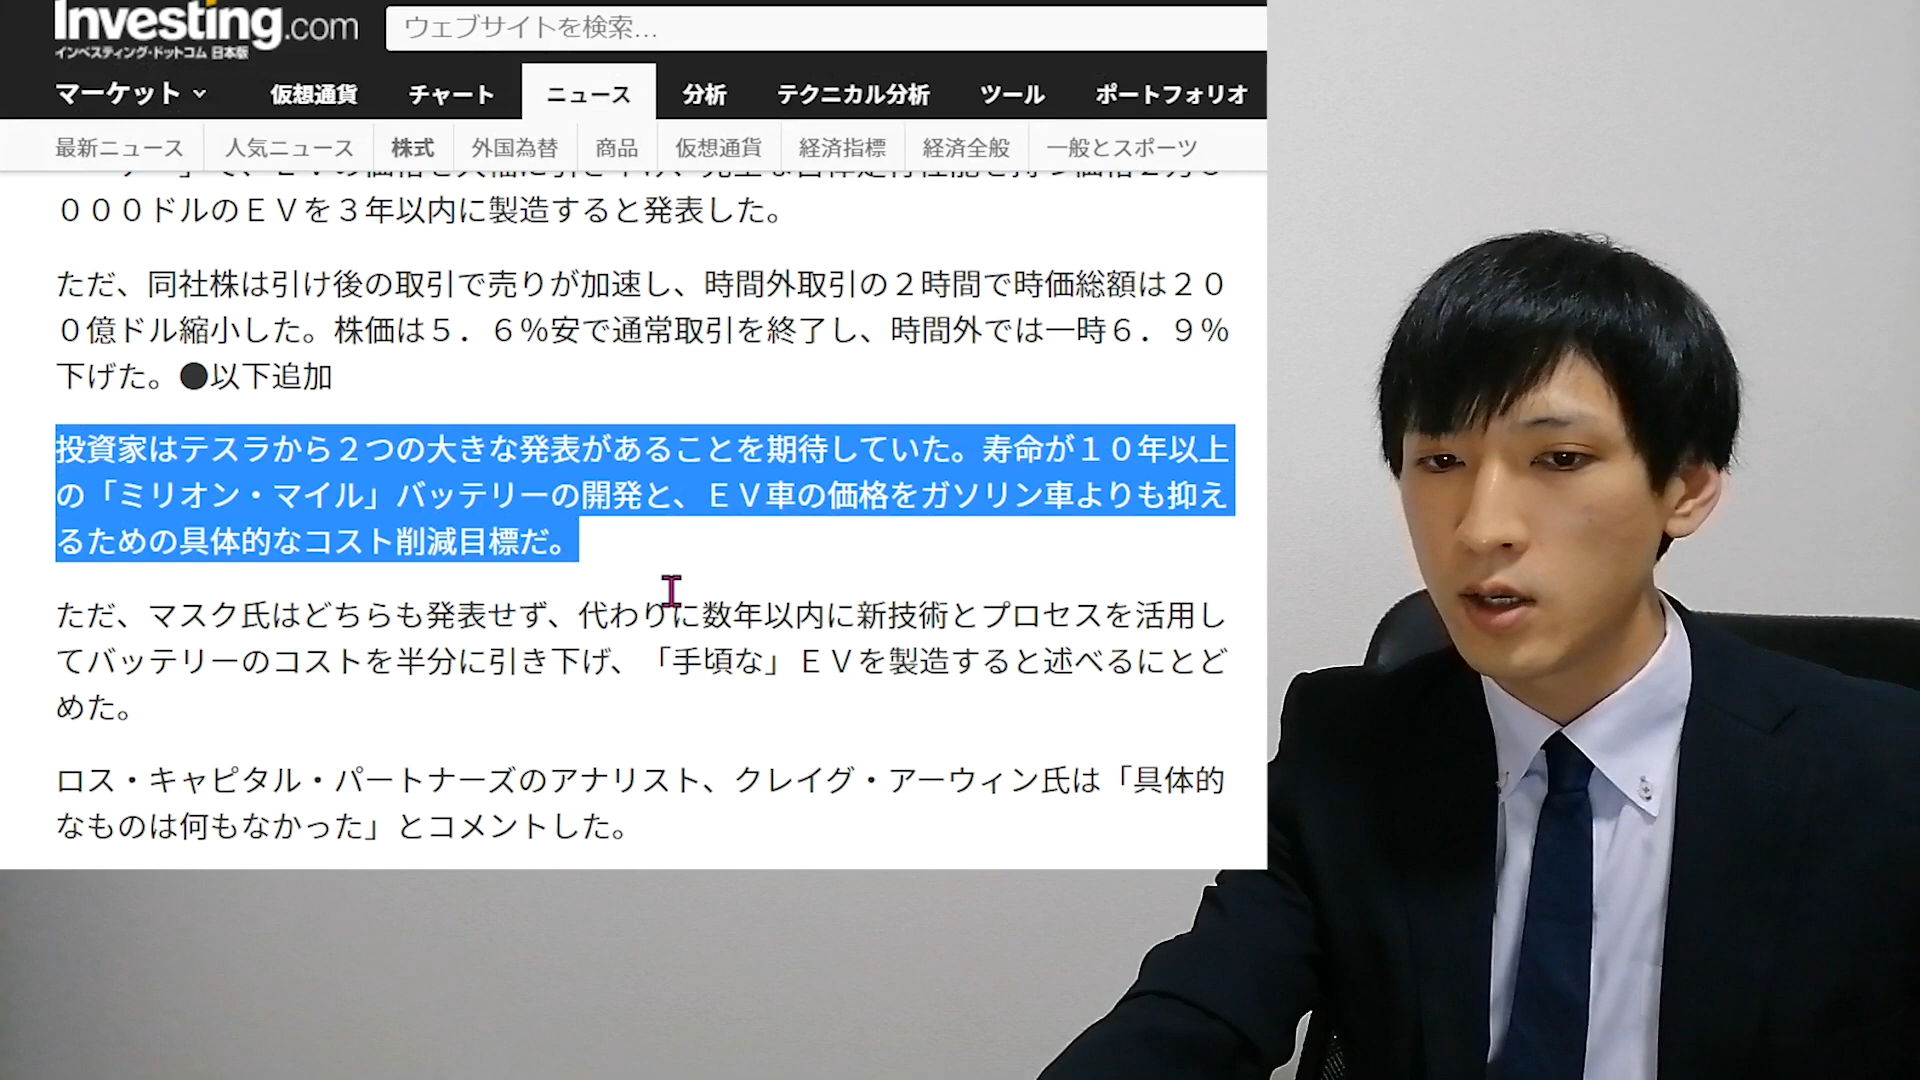 Investing.com
インベスティング・ドットコム 日本版
ウェブサイトを検索...
マーケット 仮想通貨 チャート ニュース 分析 テクニカル分析 ツール ポートフォリオ
最新ニュース 人気ニュース 株式 外国為替 商品 仮想通貨 経済指標 経済全般 一般とスポーツ
０００ドルのＥＶを３年以内に製造すると発表した。
ただ、同社株は引け後の取引で売りが加速し、時間外取引の２時間で時価総額は２０
０億ドル縮小した。株価は５．６％安で通常取引を終了し、時間外では一時６．９％
下げた。●以下追加
投資家はテスラから２つの大きな発表があることを期待していた。寿命が１０年以上
の「ミリオン・マイル」バッテリーの開発と、ＥＶ車の価格をガソリン車よりも抑え
るための具体的なコスト削減目標だ。
ただ、マスク氏はどちらも発表せず、代わりに数年以内に新技術とプロセスを活用し
てバッテリーのコストを半分に引き下げ、「手頃な」ＥＶを製造すると述べるにとど
めた。
ロス・キャピタル・パートナーズのアナリスト、クレイグ・アーウィン氏は「具体的
なものは何もなかった」とコメントした。